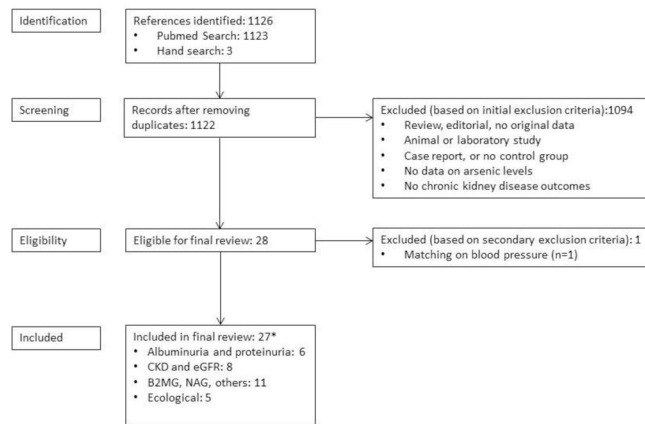 Identification
References identified: 1126
• Pubmed Search: 1123
• Hand search: 3
Screening
Records after removing
duplicates: 1122
Excluded (based on initial exclusion criteria):1094
• Review, editorial, no original data
• Animal or laboratory study
• Case report, or no control group
• No data on arsenic levels
• No chronic kidney disease outcomes
Eligibility
Eligible for final review: 28
Excluded (based on secondary exclusion criteria): 1
• Matching on blood pressure (n=1)
Included
Included in final review: 27*
• Albuminuria and proteinuria: 6
• CKD and eGFR: 8
• B2MG, NAG, others: 11
• Ecological: 5